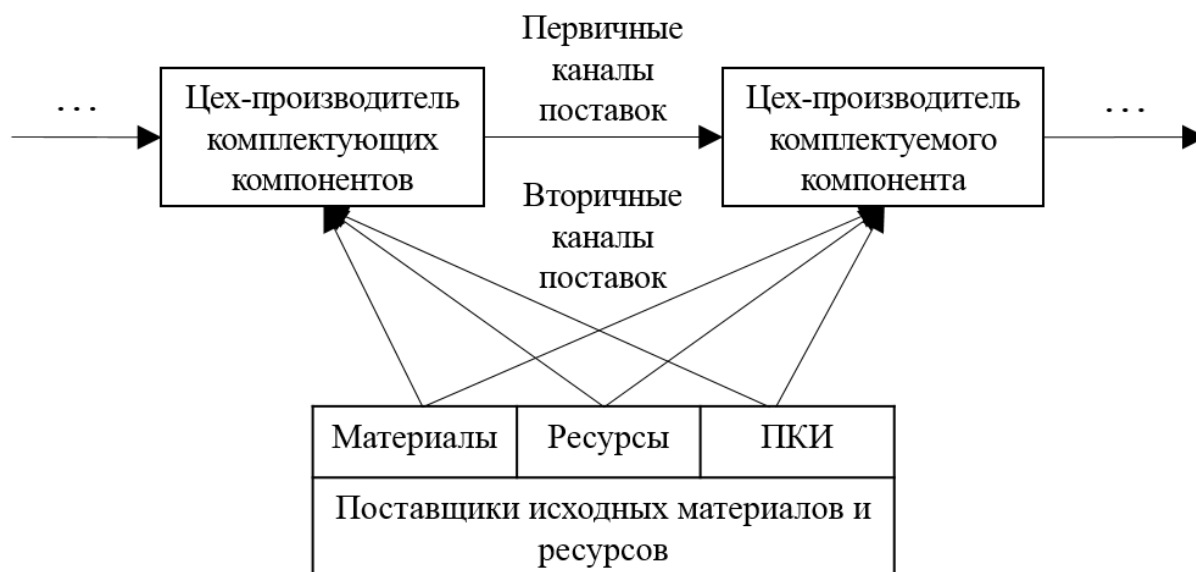 Первичные
каналы
поставок
…
Цех-производитель
комплектующих
компонентов
Цех-производитель
комплектуемого
компонента
…
Вторичные
каналы
поставок
Материалы
Ресурсы
ПКИ
Поставщики исходных материалов и
ресурсов